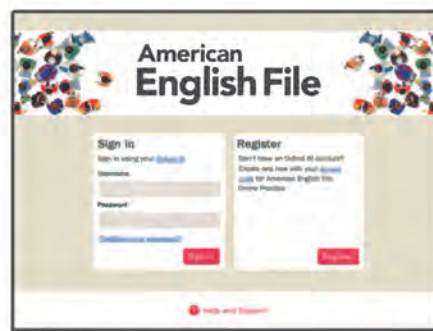 American
English File
Sign in
Sign in using your Oxford ID
Username
Password
Forgotten your password?
Sign in
Register
Don't have an Oxford ID account?
Create one now with your access
code for American English File
Online Practice
Register
Help and Support